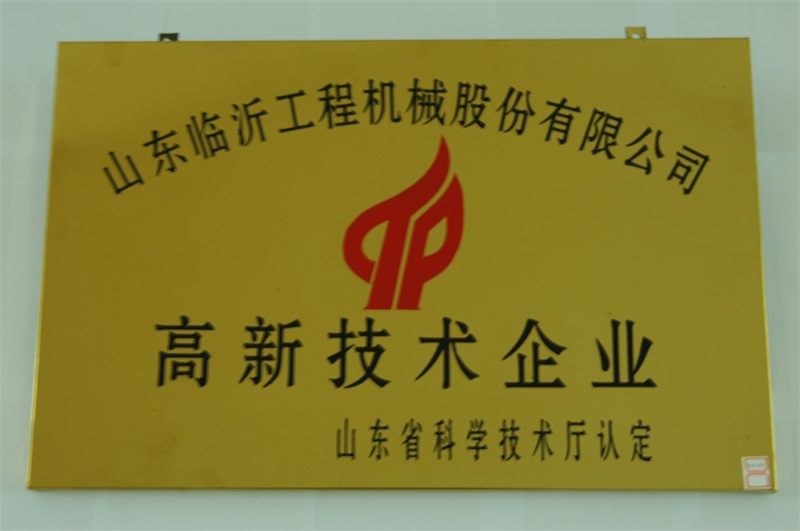 山东临沂工程机械股份有限公司
高新技术企业
山东省科学技术厅认定